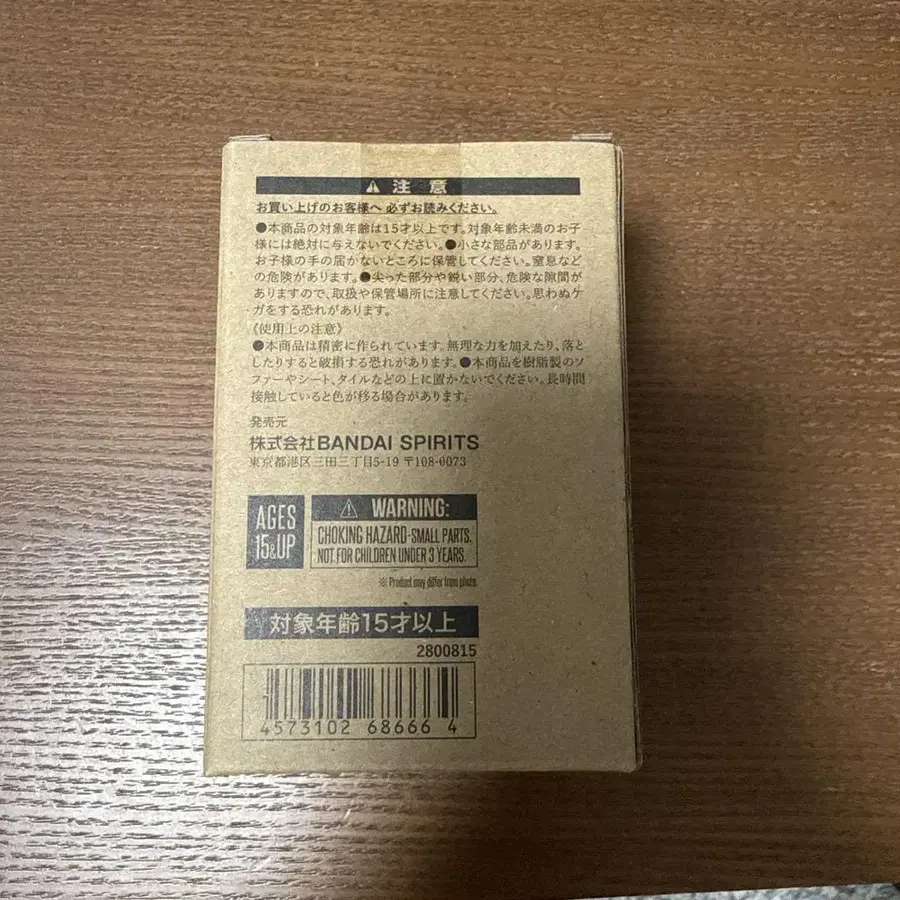 ⚠ 注意
お買い上げのお客様へ 必ずお読みください。
●本商品の対象年齢は15才以上です。対象年齢未満のお子
様には絶対に与えないでください。●小さな部品があります。
お子様の手の届かないところに保管してください。窒息など
の危険があります。●尖った部分や鋭い部分、危険な隙間が
ありますので、取扱や保管場所に注意してください。思わぬケ
ガをする恐れがあります。
《使用上の注意》
●本商品は精密に作られています。無理な力を加えたり、落と
したりすると破損する恐れがあります。●本商品を樹脂製のソ
ファーやシート、タイルなどの上に置かないでください。長時間
接触していると色が移る場合があります。
発売元
株式会社BANDAI SPIRITS
東京都港区三田三丁目5-19 〒108-0073
AGES
15&UP
⚠ WARNING:
CHOKING HAZARD-SMALL PARTS.
NOT FOR CHILDREN UNDER 3 YEARS.
※Product may differ from photo.
対象年齢15才以上
2800815
4573102 68666 4